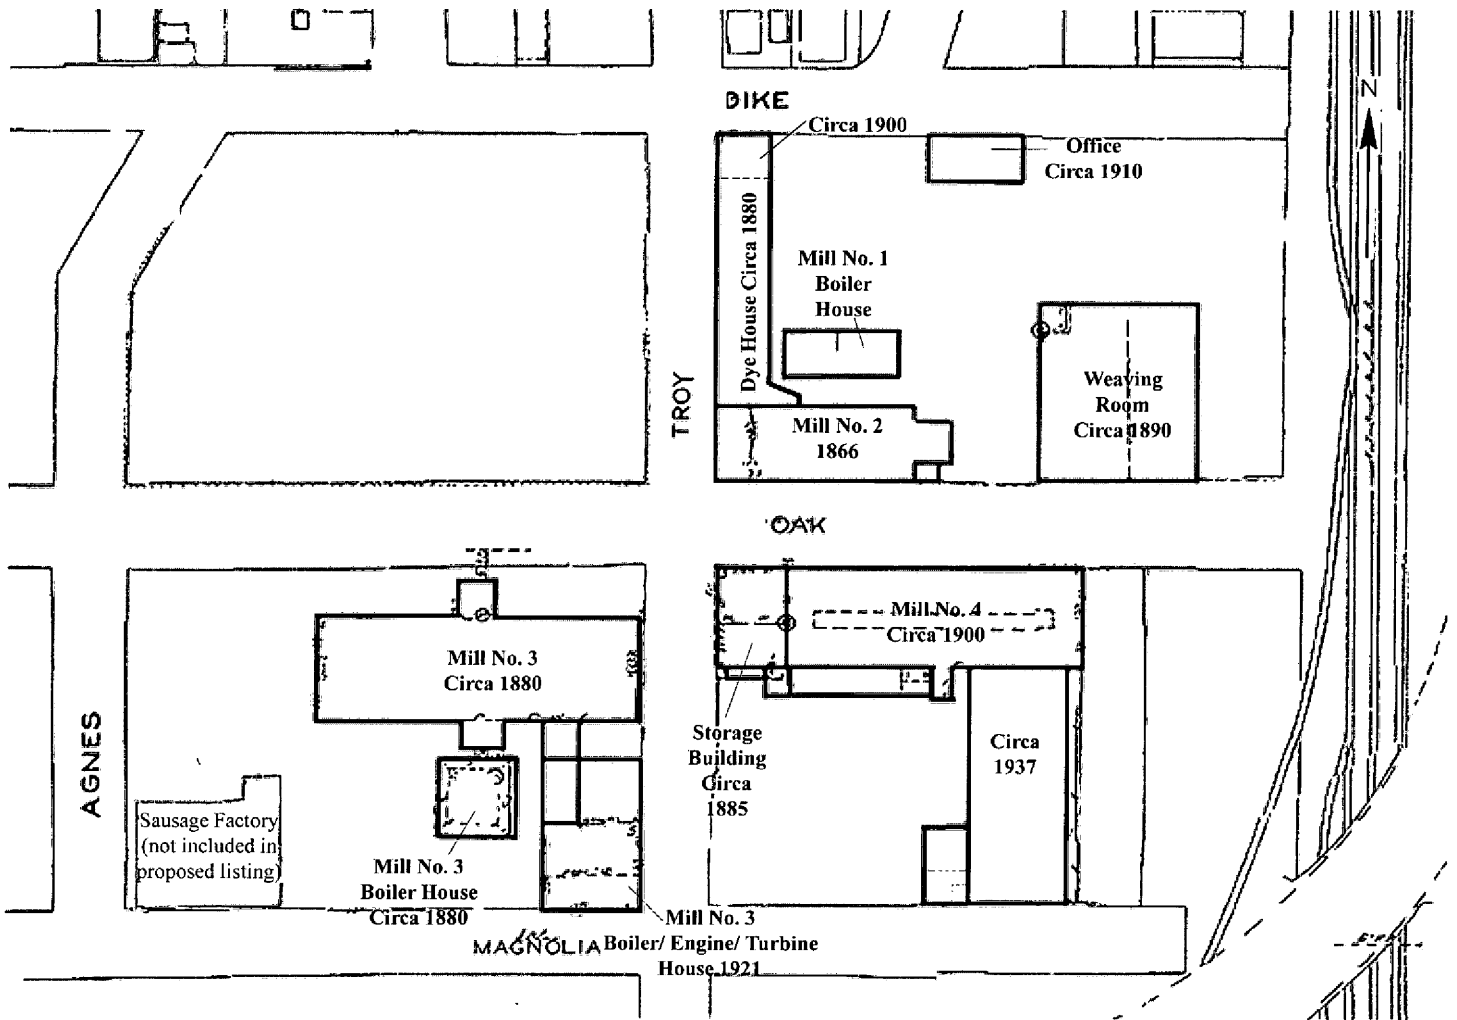 DIKE
N
Circa 1900
Office
Circa 1910
Dye House Circa 1880
Mill No. 1
Boiler
House
TROY
Weaving
Room
Circa 1890
Mill No. 2
1866
OAK
Mill No. 4
Circa 1900
Mill No. 3
Circa 1880
AGNES
Storage
Building
Circa
1885
Circa
1937
Sausage Factory
(not included in
proposed listing)
Mill No. 3
Boiler House
Circa 1880
Mill No. 3
Boiler/ Engine/ Turbine
House 1921
MAGNOLIA